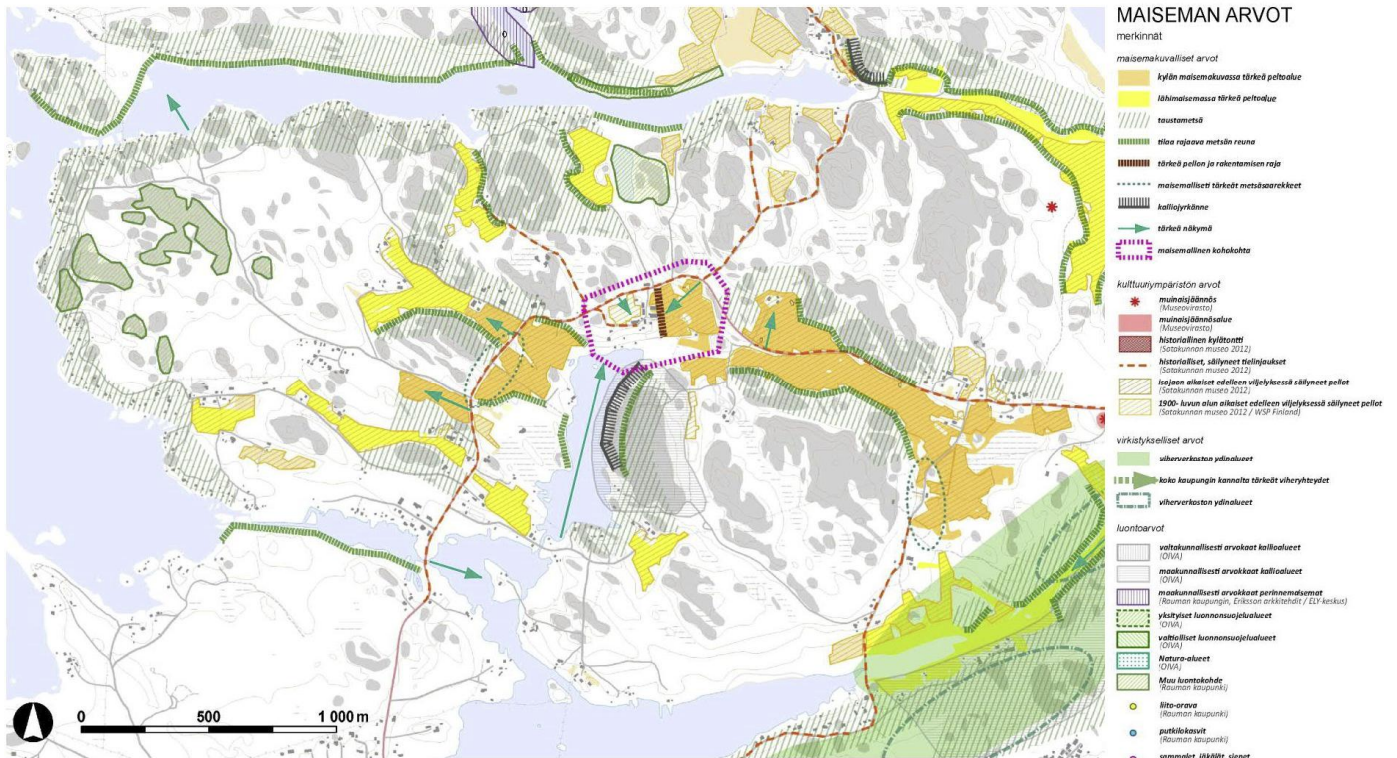 MAISEMAN ARVOT
merkinnät
maisemakuvalliset arvot
kylän maisemakuvassa tärkeä peltoalue
lähimaisemassa tärkeä peltoalue
taustametsä
tilaa rajaava metsän reuna
tärkeä pellon ja rakentamisen raja
maisemallisesti tärkeät metsäsaarekkeet
kalliojyrkänne
tärkeä näkymä
maisemallinen kohokohta
kulttuuriympäristön arvot
muinaisjäännös
(Museovirasto)
muinaisjäännösalue
(Museovirasto)
historiallinen kylätontti
(Satakunnan museo 2012)
historialliset, säilyneet tielinjaukset
(Satakunnan museo 2012)
isojaon aikaiset edelleen viljelyksessä säilyneet pellot
(Satakunnan museo 2012)
1900- luvun alun aikaiset edelleen viljelyksessä säilyneet pellot
(Satakunnan museo 2012 / WSP Finland)
virkistykselliset arvot
viherverkoston ydinalueet
koko kaupungin kannalta tärkeät viheryhteydet
viherverkoston ydinalueet
luontoarvot
valtakunnallisesti arvokaat kallioalueet
(OIVA)
maakunnallisesti arvokkaat kallioalueet
(OIVA)
maakunnallisesti arvokkaat perinnemaisemat
(Rauman kaupungin, Eriksson arkkitehdit / ELY-keskus)
yksityiset luonnonsuojelualueet
(OIVA)
valtiolliset luonnonsuojelualueet
(OIVA)
Natura-alueet
(OIVA)
Muu luontokohde
(Rauman kaupunki)
liito-orava
(Rauman kaupunki)
putkilokasvit
(Rauman kaupunki)
sammalet, jäkälät, sienet
0 500 1 000 m